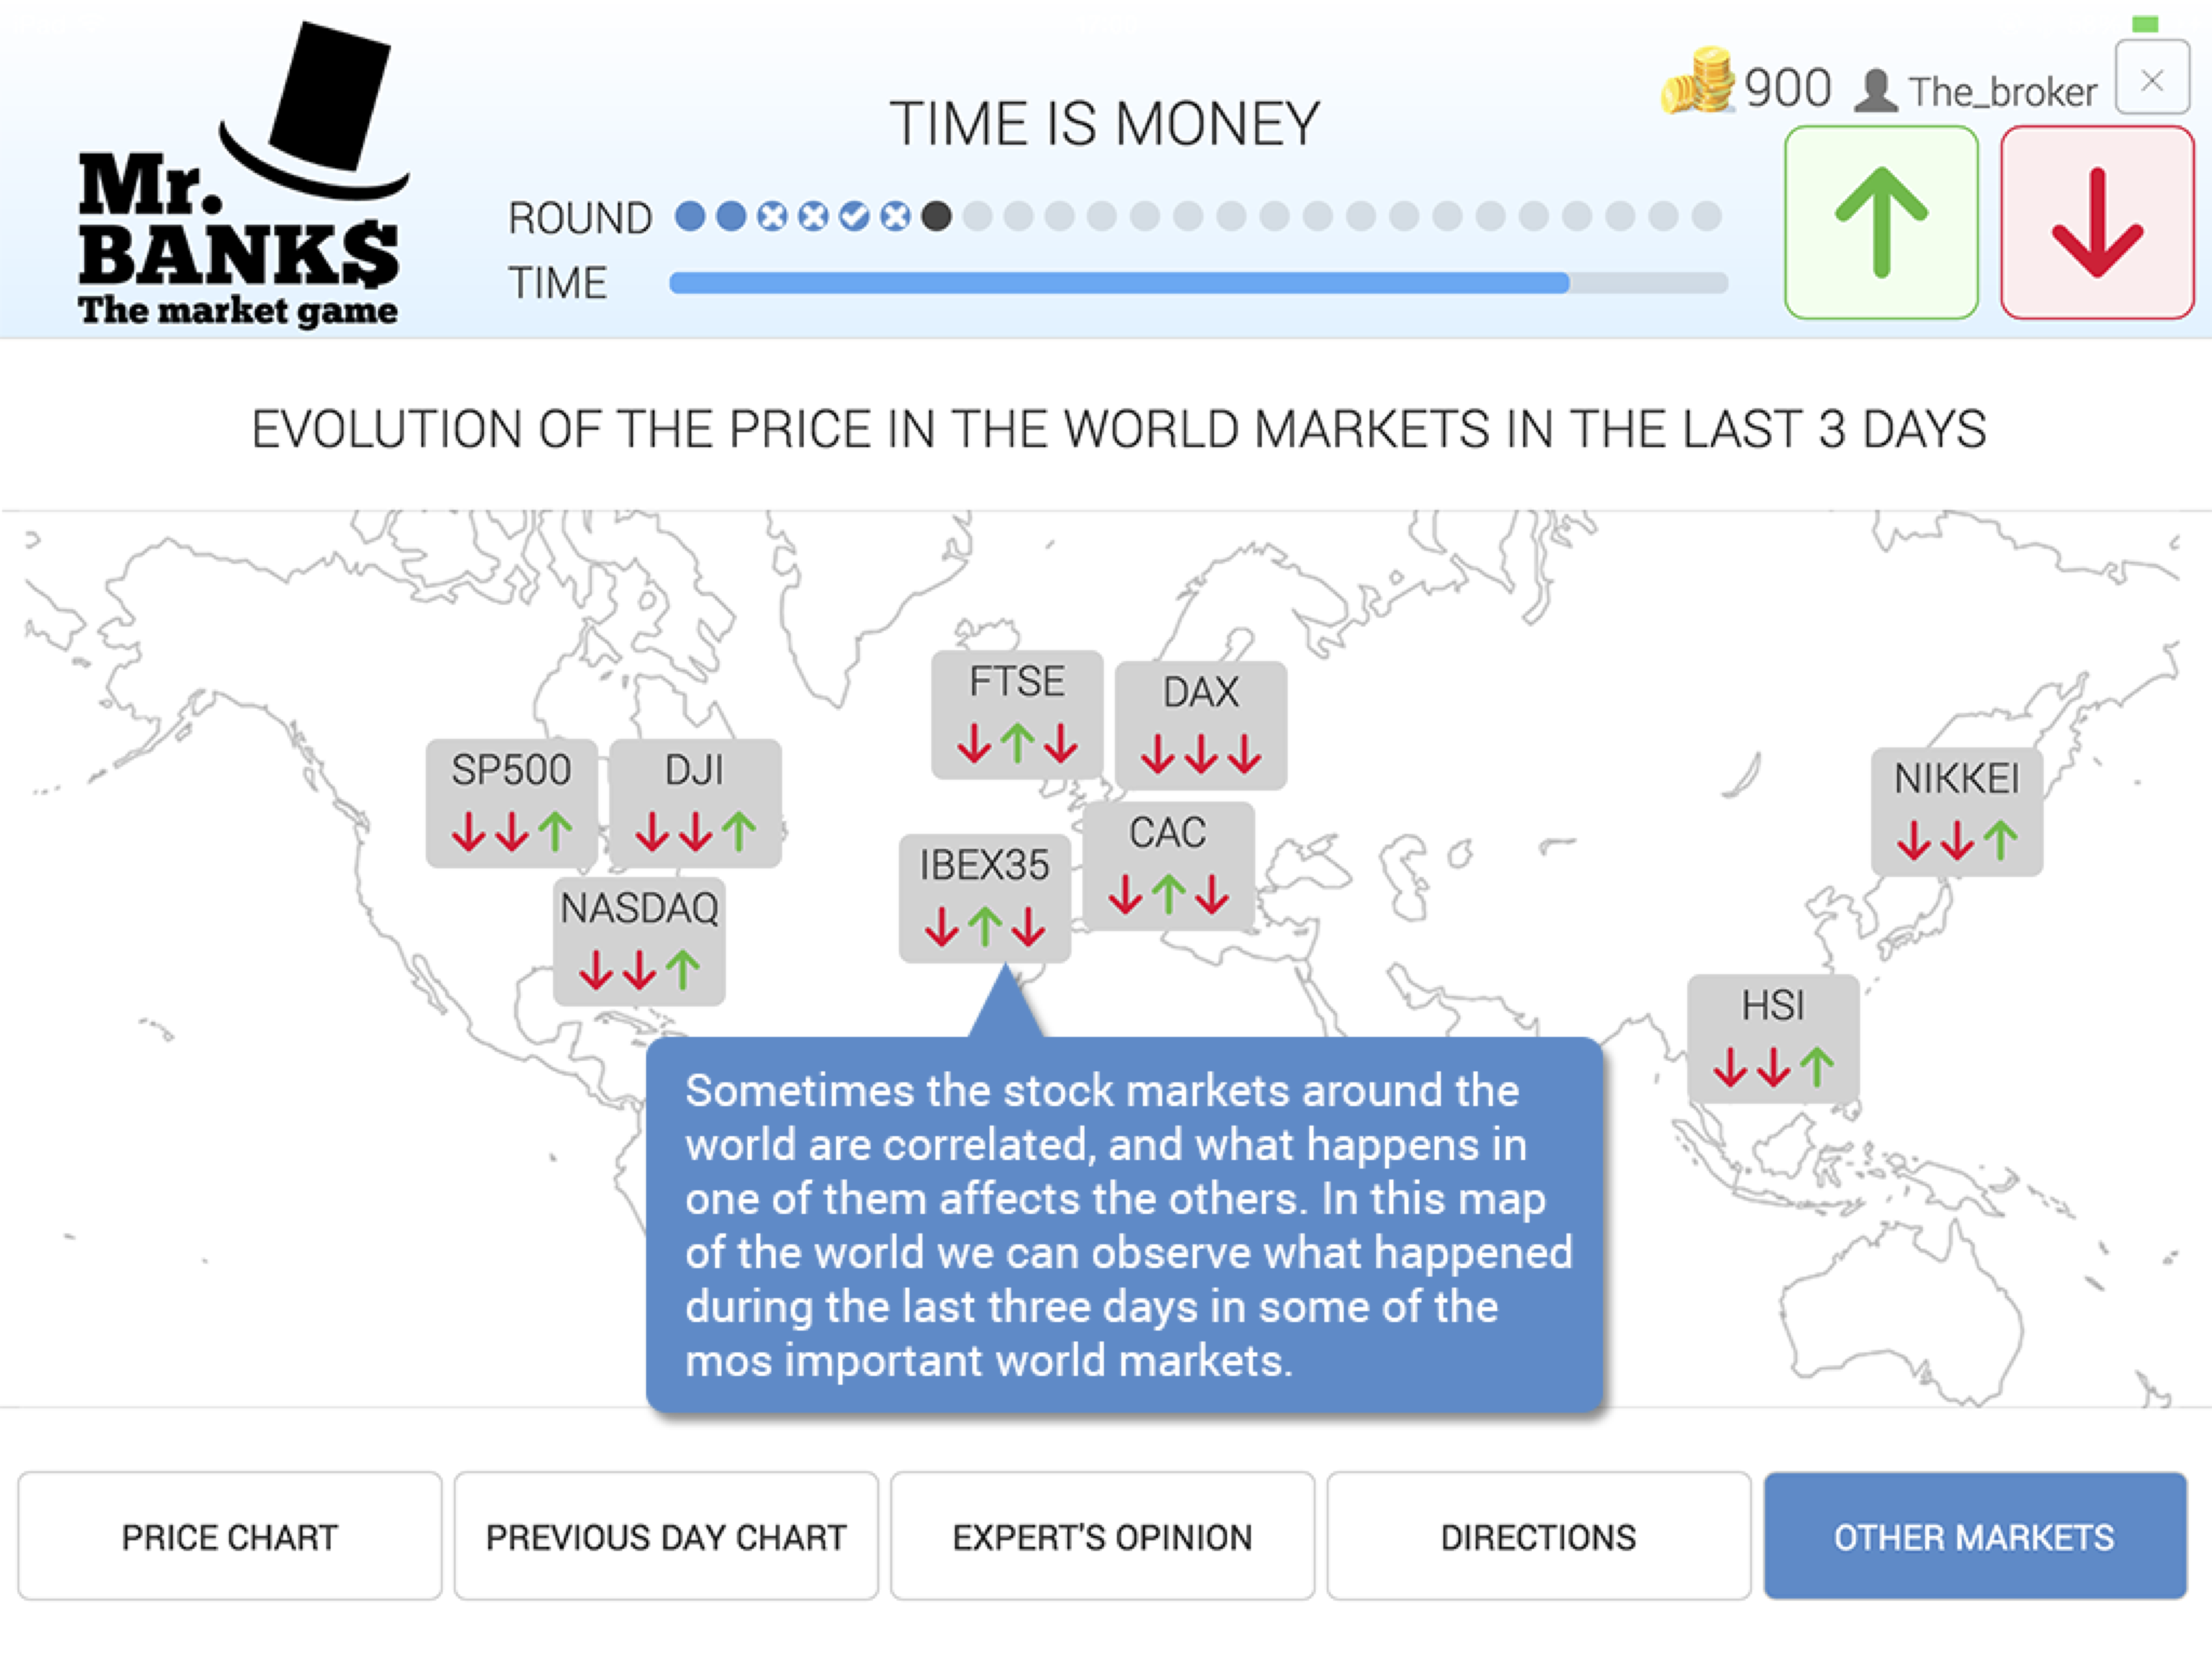 Mr.
BANK$
The market game
TIME IS MONEY
900 The_broker
ROUND
TIME
EVOLUTION OF THE PRICE IN THE WORLD MARKETS IN THE LAST 3 DAYS
FTSE
DAX
SP500
DJI
NIKKEI
CAC
IBEX35
NASDAQ
HSI
Sometimes the stock markets around the
world are correlated, and what happens in
one of them affects the others. In this map
of the world we can observe what happened
during the last three days in some of the
mos important world markets.
PRICE CHART
PREVIOUS DAY CHART
EXPERT'S OPINION
DIRECTIONS
OTHER MARKETS